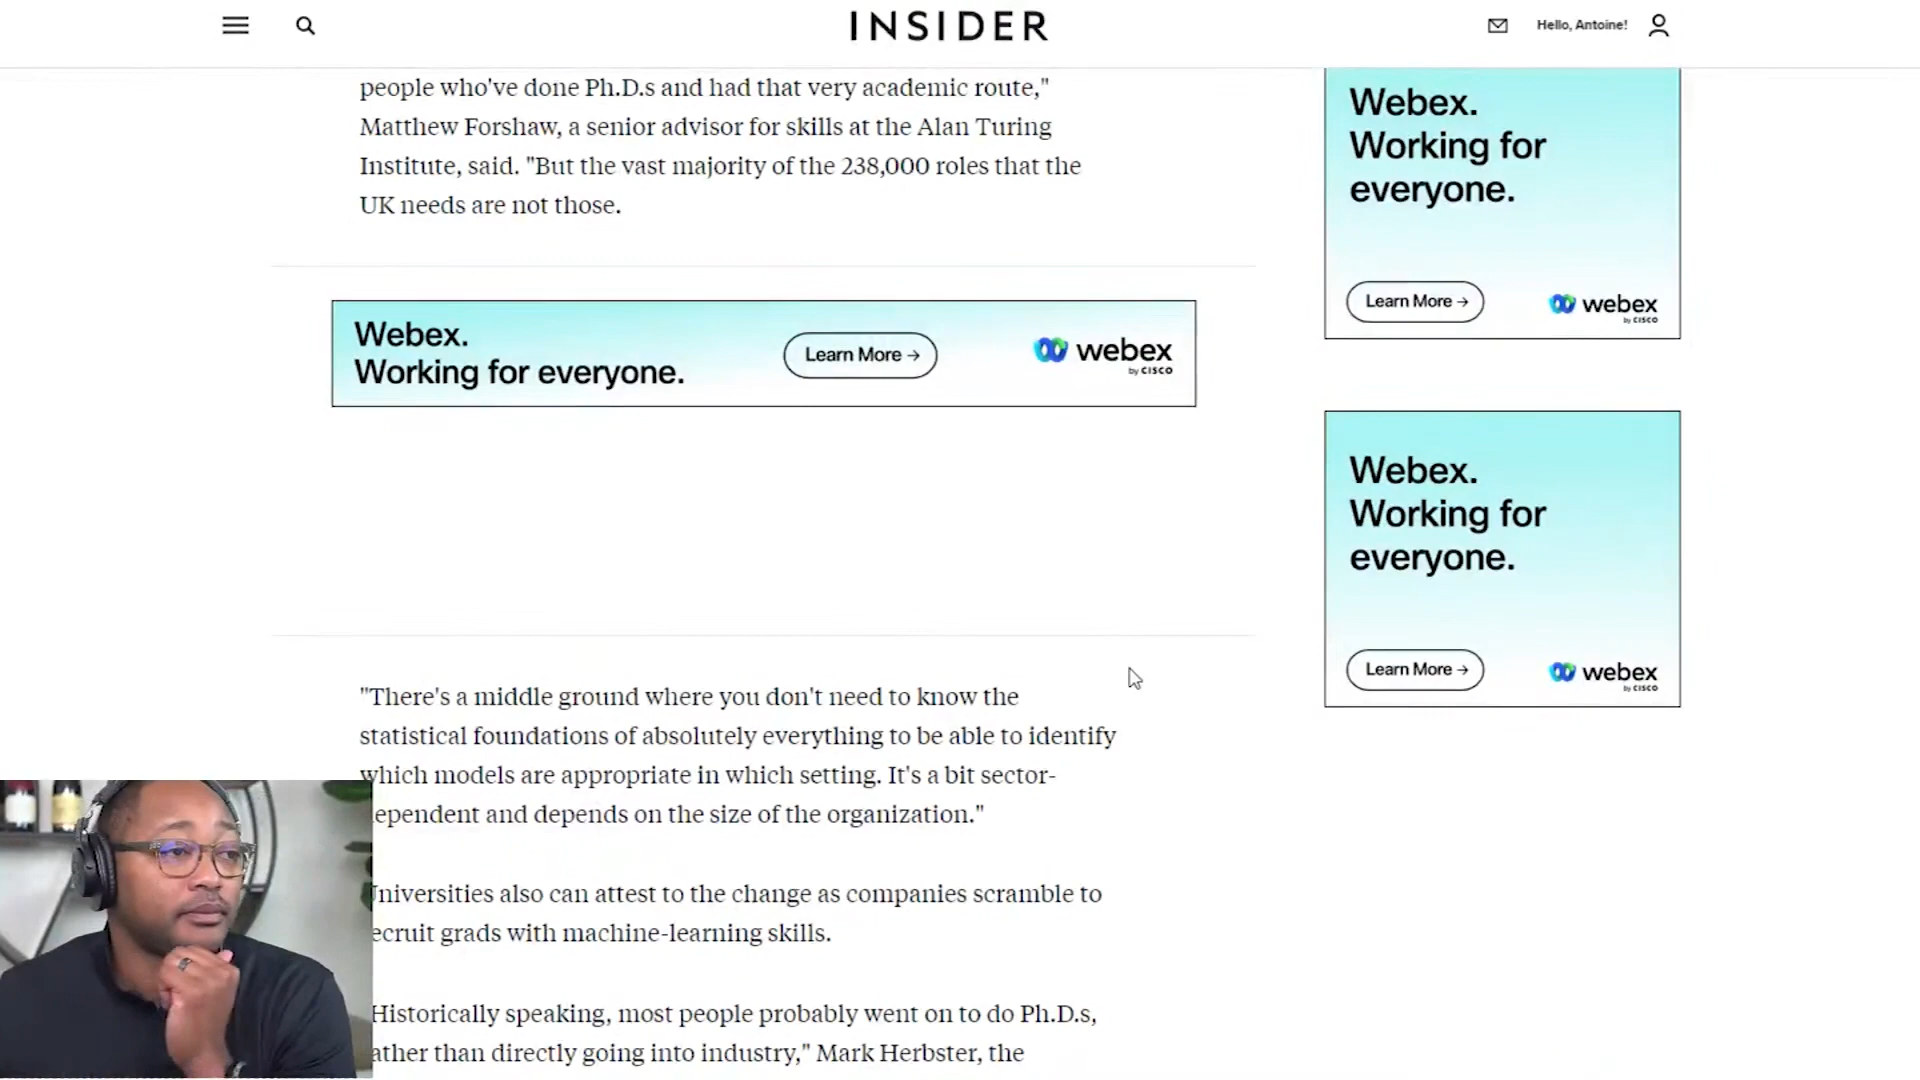 INSIDER
Hello, Antoine!
people who've done Ph.D.s and had that very academic route,"
Matthew Forshaw, a senior advisor for skills at the Alan Turing
Institute, said. "But the vast majority of the 238,000 roles that the
UK needs are not those.
Webex.
Working for everyone.
Learn More →
webex
by CISCO
"There's a middle ground where you don't need to know the
statistical foundations of absolutely everything to be able to identify
which models are appropriate in which setting. It's a bit sector-
ependent and depends on the size of the organization."
niversities also can attest to the change as companies scramble to
ecruit grads with machine-learning skills.
Historically speaking, most people probably went on to do Ph.D.s,
ather than directly going into industry," Mark Herbster, the
Webex.
Working for
everyone.
Learn More →
webex
by CISCO
Webex.
Working for
everyone.
Learn More →
webex
by CISCO